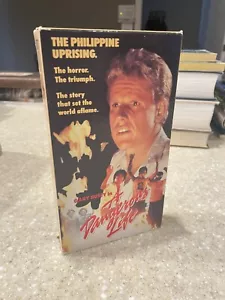 THE PHILIPPINE
UPRISING.
The horror.
The triumph.
The story
that set the
world aflame.
A
Dangerous
Life